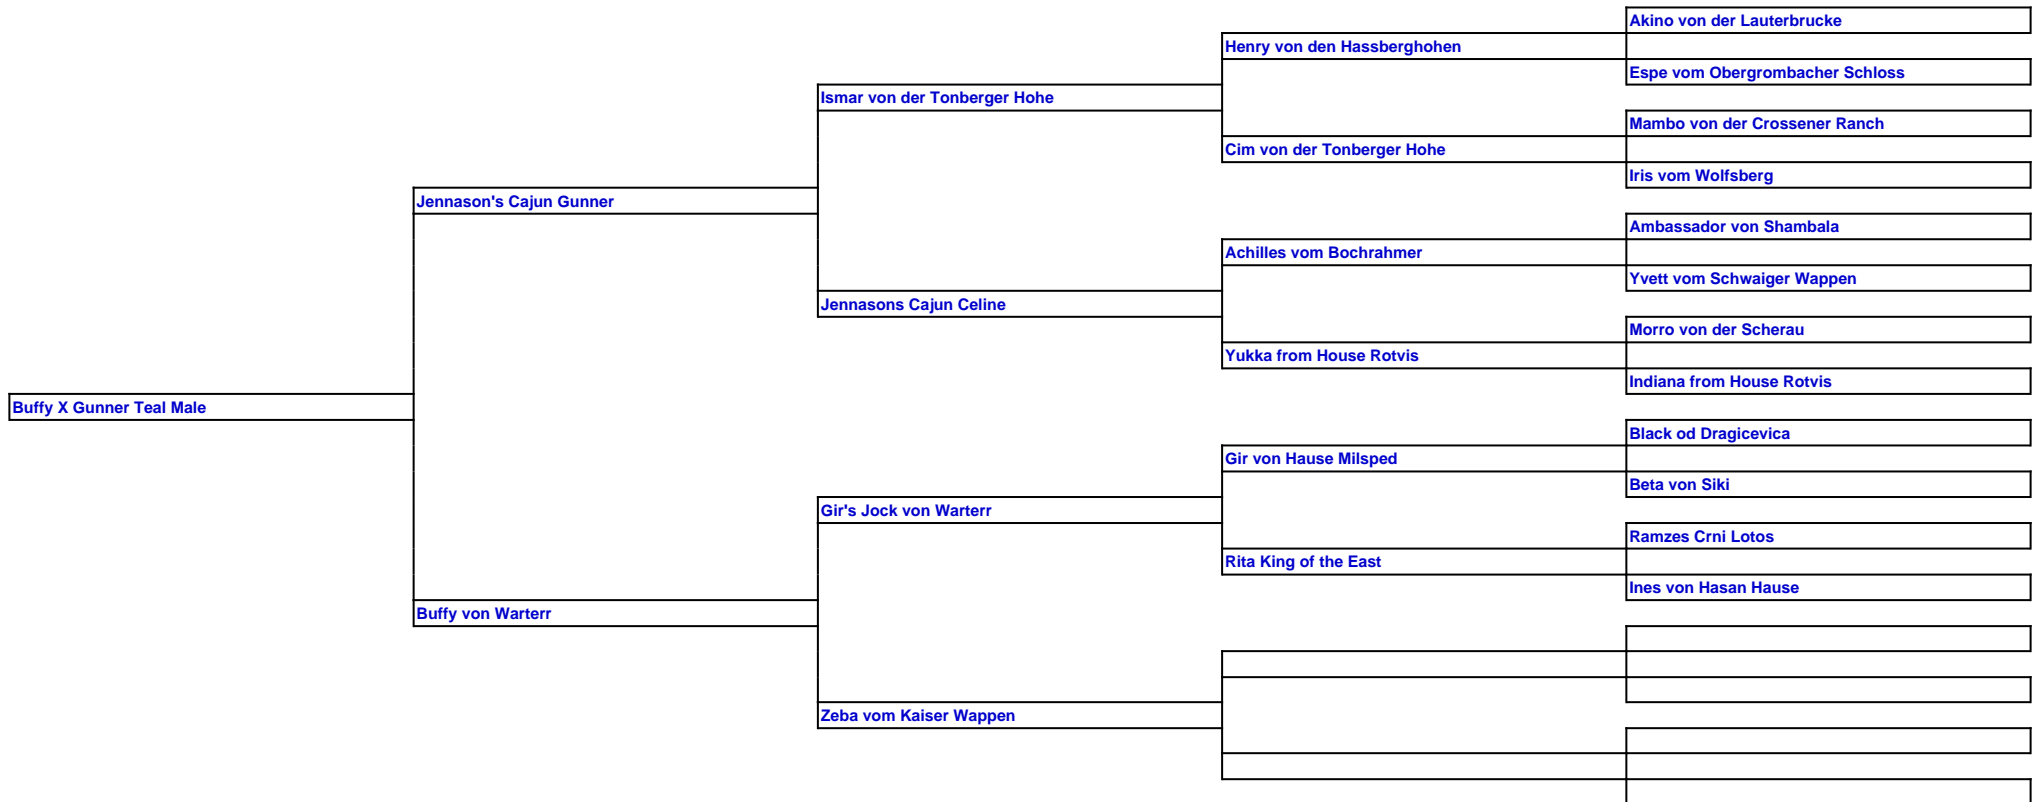 Akino von der Lauterbrucke
Henry von den Hassberghohen
Espe vom Obergrombacher Schloss
Ismar von der Tonberger Hohe
Mambo von der Crossener Ranch
Cim von der Tonberger Hohe
Iris vom Wolfsberg
Jennason's Cajun Gunner
Ambassador von Shambala
Achilles vom Bochrahmer
Yvett vom Schwaiger Wappen
Jennasons Cajun Celine
Morro von der Scherau
Yukka from House Rotvis
Indiana from House Rotvis
Buffy X Gunner Teal Male
Black od Dragicevica
Gir von Hause Milsped
Beta von Siki
Gir's Jock von Warterr
Ramzes Crni Lotos
Rita King of the East
Ines von Hasan Hause
Buffy von Warterr
Zeba vom Kaiser Wappen